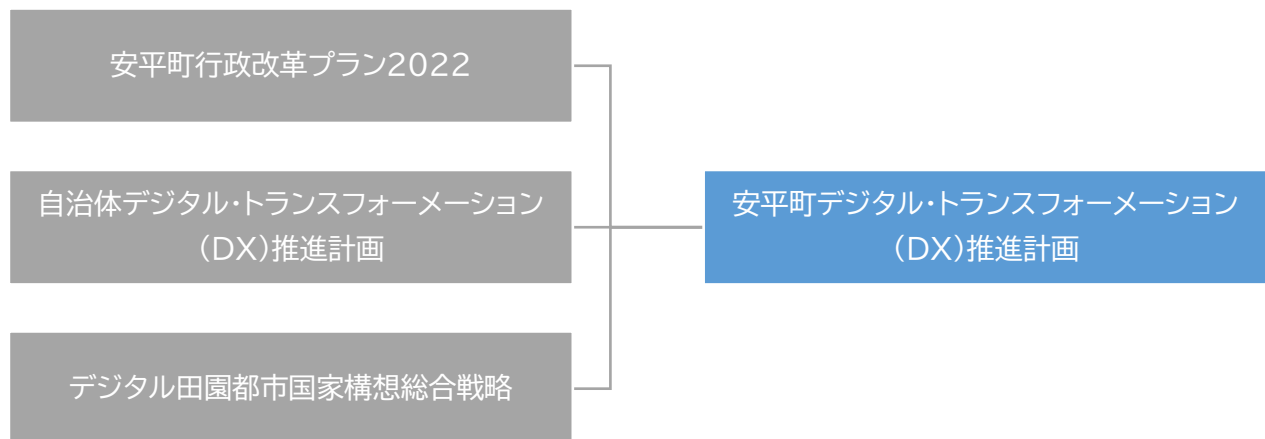 安平町行政改革プラン2022
自治体デジタル・トランスフォーメーション
（DX）推進計画
デジタル田園都市国家構想総合戦略
安平町デジタル・トランスフォーメーション
（DX）推進計画